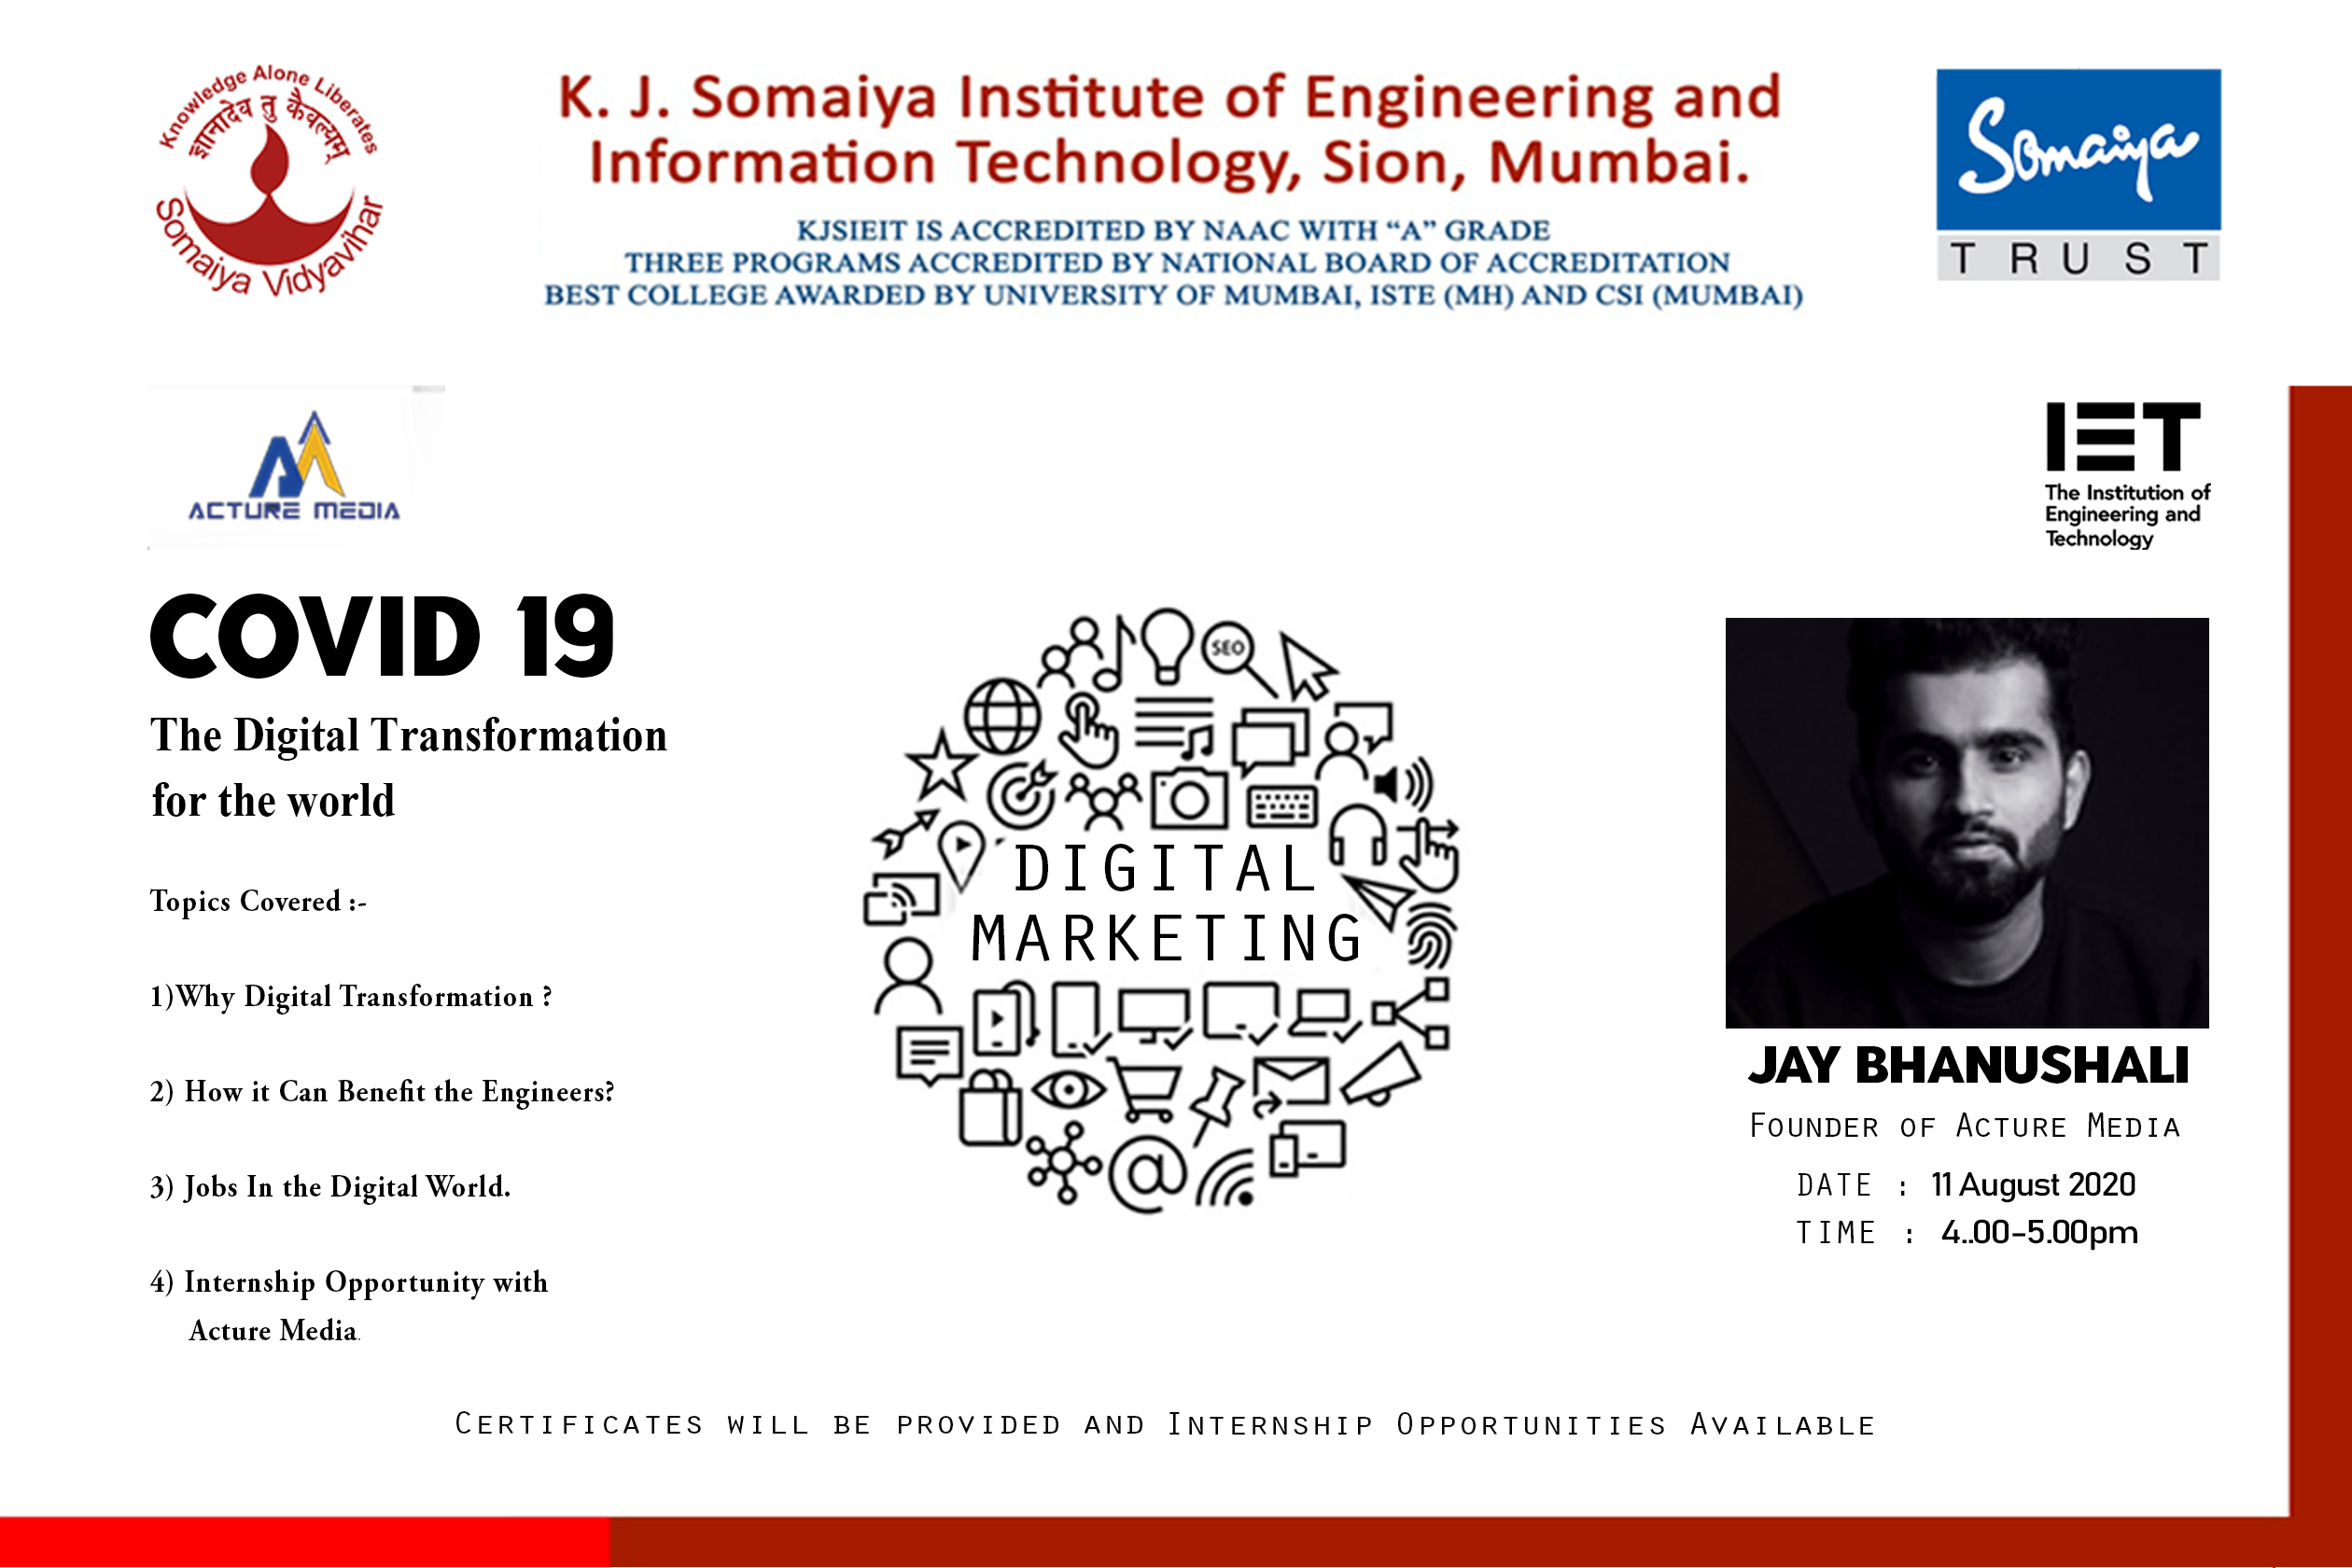 Knowledge Alone Liberates
ज्ञानादेव तु कैवल्यम्
Somaiya Vidyavihar
K. J. Somaiya Institute of Engineering and
Information Technology, Sion, Mumbai.
KJSIEIT IS ACCREDITED BY NAAC WITH “A” GRADE
THREE PROGRAMS ACCREDITED BY NATIONAL BOARD OF ACCREDITATION
BEST COLLEGE AWARDED BY UNIVERSITY OF MUMBAI, ISTE (MH) AND CSI (MUMBAI)
Somaiya
TRUST
ACTURE MEDIA
IET
The Institution of
Engineering and
Technology
COVID 19
The Digital Transformation
for the world
Topics Covered :-
1)Why Digital Transformation ?
2) How it Can Benefit the Engineers?
3) Jobs In the Digital World.
4) Internship Opportunity with
Acture Media.
SEO
DIGITAL
MARKETING
@
JAY BHANUSHALI
FOUNDER OF ACTURE MEDIA
DATE : 11 August 2020
TIME : 4..00-5.00pm
CERTIFICATES WILL BE PROVIDED AND INTERNSHIP OPPORTUNITIES AVAILABLE